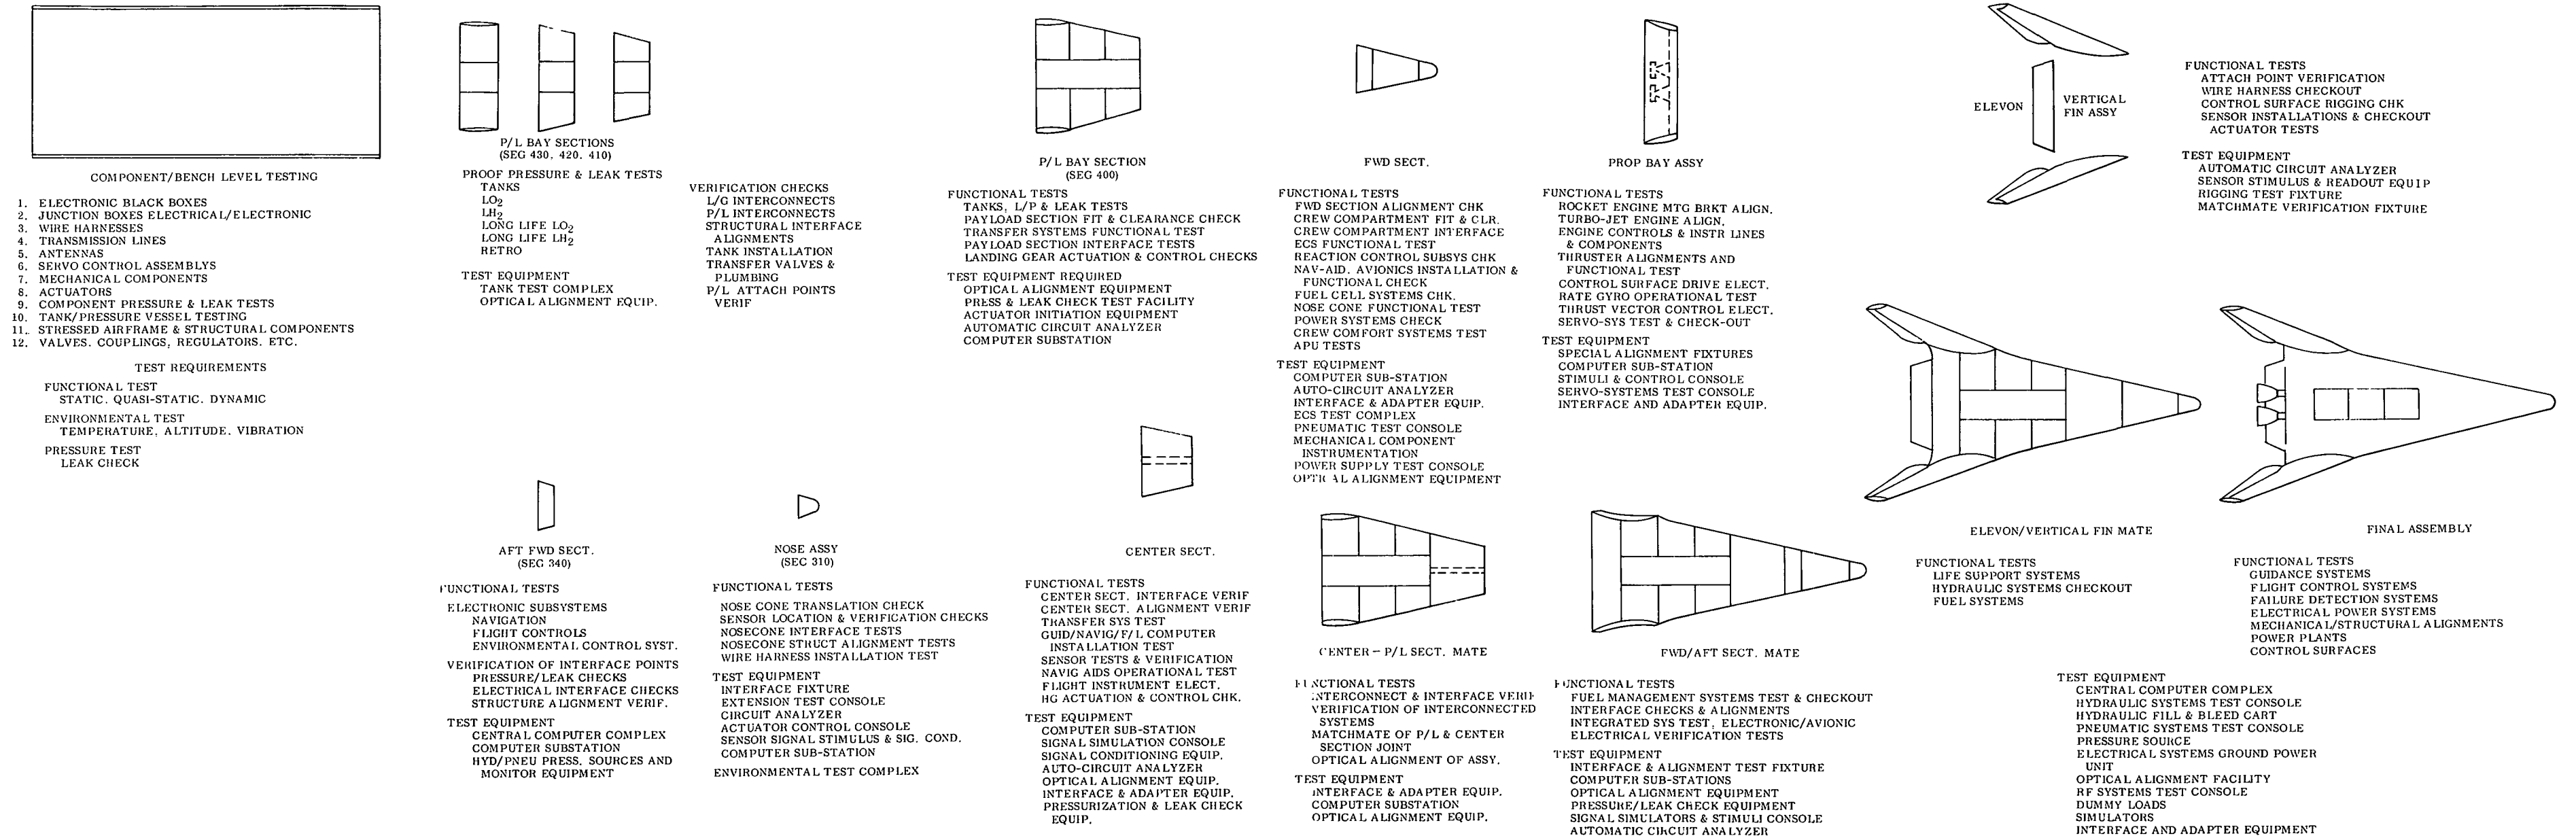 COMPONENT/BENCH LEVEL TESTING
1. ELECTRONIC BLACK BOXES
2. JUNCTION BOXES ELECTRICAL/ELECTRONIC
3. WIRE HARNESSES
4. TRANSMISSION LINES
5. ANTENNAS
6. SERVO CONTROL ASSEMBLYS
7. MECHANICAL COMPONENTS
8. ACTUATORS
9. COMPONENT PRESSURE & LEAK TESTS
10. TANK/PRESSURE VESSEL TESTING
11. STRESSED AIRFRAME & STRUCTURAL COMPONENTS
12. VALVES. COUPLINGS, REGULATORS. ETC.
TEST REQUIREMENTS
FUNCTIONAL TEST
STATIC. QUASI-STATIC. DYNAMIC
ENVIRONMENTAL TEST
TEMPERATURE, ALTITUDE. VIBRATION
PRESSURE TEST
LEAK CHECK
P/L BAY SECTIONS
(SEG 430, 420, 410)
PROOF PRESSURE & LEAK TESTS
TANKS
LO2
LH2
LONG LIFE LO2
LONG LIFE LH2
RETRO
TEST EQUIPMENT
TANK TEST COMPLEX
OPTICAL ALIGNMENT EQUIP.
VERIFICATION CHECKS
L/G INTERCONNECTS
P/L INTERCONNECTS
STRUCTURAL INTERFACE
ALIGNMENTS
TANK INSTALLATION
TRANSFER VALVES &
PLUMBING
P/L ATTACH POINTS
VERIF
P/L BAY SECTION
(SEG 400)
FUNCTIONAL TESTS
TANKS, L/P & LEAK TESTS
PAYLOAD SECTION FIT & CLEARANCE CHECK
TRANSFER SYSTEMS FUNCTIONAL TEST
PAYLOAD SECTION INTERFACE TESTS
LANDING GEAR ACTUATION & CONTROL CHECKS
TEST EQUIPMENT REQUIRED
OPTICAL ALIGNMENT EQUIPMENT
PRESS & LEAK CHECK TEST FACILITY
ACTUATOR INITIATION EQUIPMENT
AUTOMATIC CIRCUIT ANALYZER
COMPUTER SUBSTATION
FWD SECT.
FUNCTIONAL TESTS
FWD SECTION ALIGNMENT CHK
CREW COMPARTMENT FIT & CLR.
CREW COMPARTMENT INTERFACE
ECS FUNCTIONAL TEST
REACTION CONTROL SUBSYS CHK
NAV-AID. AVIONICS INSTALLATION &
FUNCTIONAL CHECK
FUEL CELL SYSTEMS CHK.
NOSE CONE FUNCTIONAL TEST
POWER SYSTEMS CHECK
CREW COMFORT SYSTEMS TEST
APU TESTS
TEST EQUIPMENT
COMPUTER SUB-STATION
AUTO-CIRCUIT ANALYZER
INTERFACE & ADAPTER EQUIP.
ECS TEST COMPLEX
PNEUMATIC TEST CONSOLE
MECHANICAL COMPONENT
INSTRUMENTATION
POWER SUPPLY TEST CONSOLE
OPTICAL ALIGNMENT EQUIPMENT
PROP BAY ASSY
FUNCTIONAL TESTS
ROCKET ENGINE MTG BRKT ALIGN.
TURBO-JET ENGINE ALIGN.
ENGINE CONTROLS & INSTR LINES
& COMPONENTS
THRUSTER ALIGNMENTS AND
FUNCTIONAL TEST
CONTROL SURFACE DRIVE ELECT.
RATE GYRO OPERATIONAL TEST
THRUST VECTOR CONTROL ELECT.
SERVO-SYS TEST & CHECK-OUT
TEST EQUIPMENT
SPECIAL ALIGNMENT FIXTURES
COMPUTER SUB-STATION
STIMULI & CONTROL CONSOLE
SERVO-SYSTEMS TEST CONSOLE
INTERFACE AND ADAPTER EQUIP.
ELEVON
VERTICAL
FIN ASSY
FUNCTIONAL TESTS
ATTACH POINT VERIFICATION
WIRE HARNESS CHECKOUT
CONTROL SURFACE RIGGING CHK
SENSOR INSTALLATIONS & CHECKOUT
ACTUATOR TESTS
TEST EQUIPMENT
AUTOMATIC CIRCUIT ANALYZER
SENSOR STIMULUS & READOUT EQUIP
RIGGING TEST FIXTURE
MATCHMATE VERIFICATION FIXTURE
AFT FWD SECT.
(SEG 340)
FUNCTIONAL TESTS
ELECTRONIC SUBSYSTEMS
NAVIGATION
FLIGHT CONTROLS
ENVIRONMENTAL CONTROL SYST.
VERIFICATION OF INTERFACE POINTS
PRESSURE/LEAK CHECKS
ELECTRICAL INTERFACE CHECKS
STRUCTURE ALIGNMENT VERIF.
TEST EQUIPMENT
CENTRAL COMPUTER COMPLEX
COMPUTER SUBSTATION
HYD/PNEU PRESS. SOURCES AND
MONITOR EQUIPMENT
NOSE ASSY
(SEC 310)
FUNCTIONAL TESTS
NOSE CONE TRANSLATION CHECK
SENSOR LOCATION & VERIFICATION CHECKS
NOSECONE INTERFACE TESTS
NOSECONE STRUCT ALIGNMENT TESTS
WIRE HARNESS INSTALLATION TEST
TEST EQUIPMENT
INTERFACE FIXTURE
EXTENSION TEST CONSOLE
CIRCUIT ANALYZER
ACTUATOR CONTROL CONSOLE
SENSOR SIGNAL STIMULUS & SIG. COND.
COMPUTER SUB-STATION
ENVIRONMENTAL TEST COMPLEX
CENTER SECT.
FUNCTIONAL TESTS
CENTER SECT. INTERFACE VERIF
CENTER SECT. ALIGNMENT VERIF
TRANSFER SYS TEST
GUID/NAVIG/F/L COMPUTER
INSTALLATION TEST
SENSOR TESTS & VERIFICATION
NAVIG AIDS OPERATIONAL TEST
FLIGHT INSTRUMENT ELECT.
HG ACTUATION & CONTROL CHK.
TEST EQUIPMENT
COMPUTER SUB-STATION
SIGNAL SIMULATION CONSOLE
SIGNAL CONDITIONING EQUIP.
AUTO-CIRCUIT ANALYZER
OPTICAL ALIGNMENT EQUIP.
INTERFACE & ADAPTER EQUIP.
PRESSURIZATION & LEAK CHECK
EQUIP.
CENTER - P/L SECT. MATE
FUNCTIONAL TESTS
INTERCONNECT & INTERFACE VERIF
VERIFICATION OF INTERCONNECTED
SYSTEMS
MATCHMATE OF P/L & CENTER
SECTION JOINT
OPTICAL ALIGNMENT OF ASSY.
TEST EQUIPMENT
INTERFACE & ADAPTER EQUIP.
COMPUTER SUBSTATION
OPTICAL ALIGNMENT EQUIP.
FWD/AFT SECT. MATE
FUNCTIONAL TESTS
FUEL MANAGEMENT SYSTEMS TEST & CHECKOUT
INTERFACE CHECKS & ALIGNMENTS
INTEGRATED SYS TEST, ELECTRONIC/AVIONIC
ELECTRICAL VERIFICATION TESTS
TEST EQUIPMENT
INTERFACE & ALIGNMENT TEST FIXTURE
COMPUTER SUB-STATIONS
OPTICAL ALIGNMENT EQUIPMENT
PRESSURE/LEAK CHECK EQUIPMENT
SIGNAL SIMULATORS & STIMULI CONSOLE
AUTOMATIC CIRCUIT ANALYZER
ELEVON/VERTICAL FIN MATE
FUNCTIONAL TESTS
LIFE SUPPORT SYSTEMS
HYDRAULIC SYSTEMS CHECKOUT
FUEL SYSTEMS
FINAL ASSEMBLY
FUNCTIONAL TESTS
GUIDANCE SYSTEMS
FLIGHT CONTROL SYSTEMS
FAILURE DETECTION SYSTEMS
ELECTRICAL POWER SYSTEMS
MECHANICAL/STRUCTURAL ALIGNMENTS
POWER PLANTS
CONTROL SURFACES
TEST EQUIPMENT
CENTRAL COMPUTER COMPLEX
HYDRAULIC SYSTEMS TEST CONSOLE
HYDRAULIC FILL & BLEED CART
PNEUMATIC SYSTEMS TEST CONSOLE
PRESSURE SOURCE
ELECTRICAL SYSTEMS GROUND POWER
UNIT
OPTICAL ALIGNMENT FACILITY
RF SYSTEMS TEST CONSOLE
DUMMY LOADS
SIMULATORS
INTERFACE AND ADAPTER EQUIPMENT